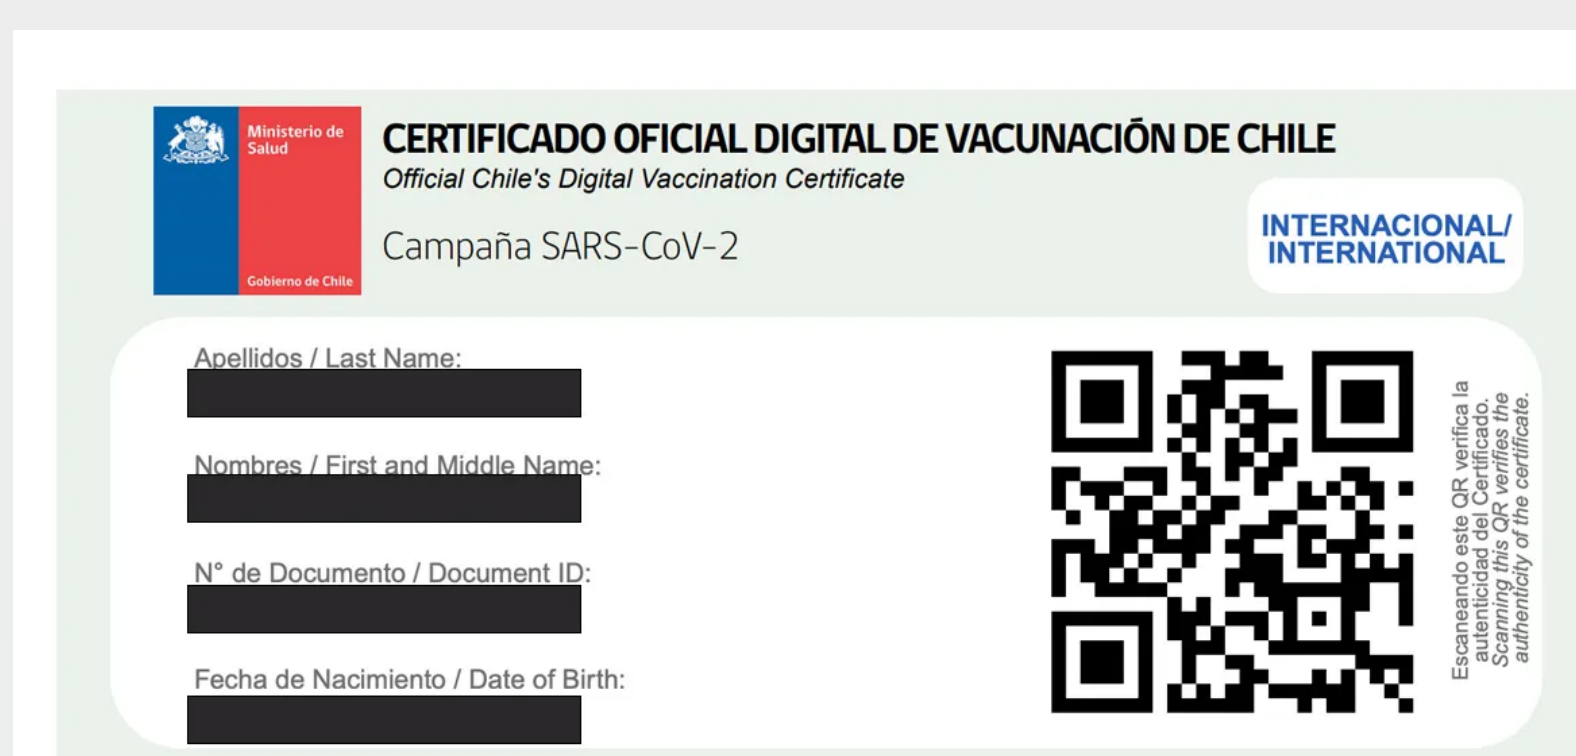 Ministerio de
Salud
Gobierno de Chile
CERTIFICADO OFICIAL DIGITAL DE VACUNACIÓN DE CHILE
Official Chile's Digital Vaccination Certificate
Campaña SARS-CoV-2
INTERNACIONAL/
INTERNATIONAL
Apellidos / Last Name:
Nombres / First and Middle Name:
N° de Documento / Document ID:
Fecha de Nacimiento / Date of Birth:
Escaneando este QR verifica la
autenticidad del Certificado.
Scanning this QR verifies the
authenticity of the certificate.